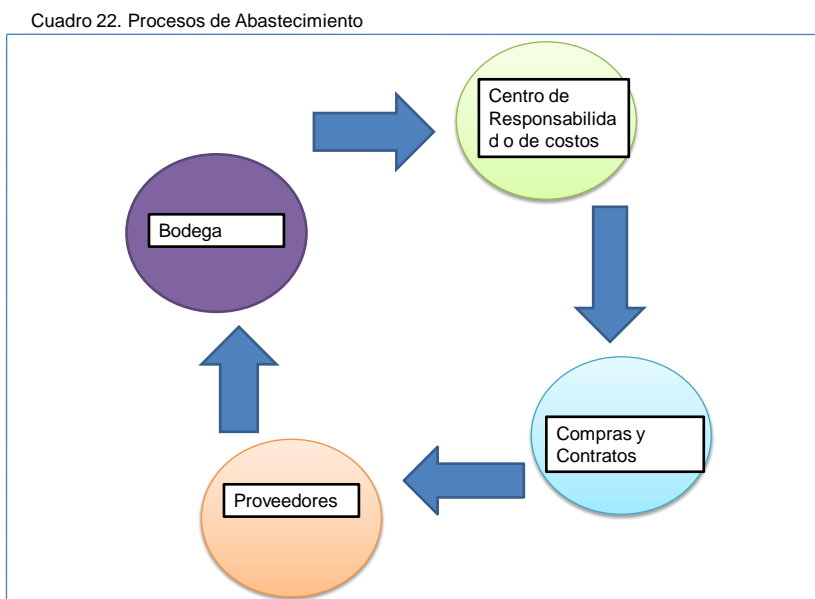 Cuadro 22. Procesos de Abastecimiento
Centro de
Responsabilida
d o de costos
Bodega
Compras y
Contratos
Proveedores